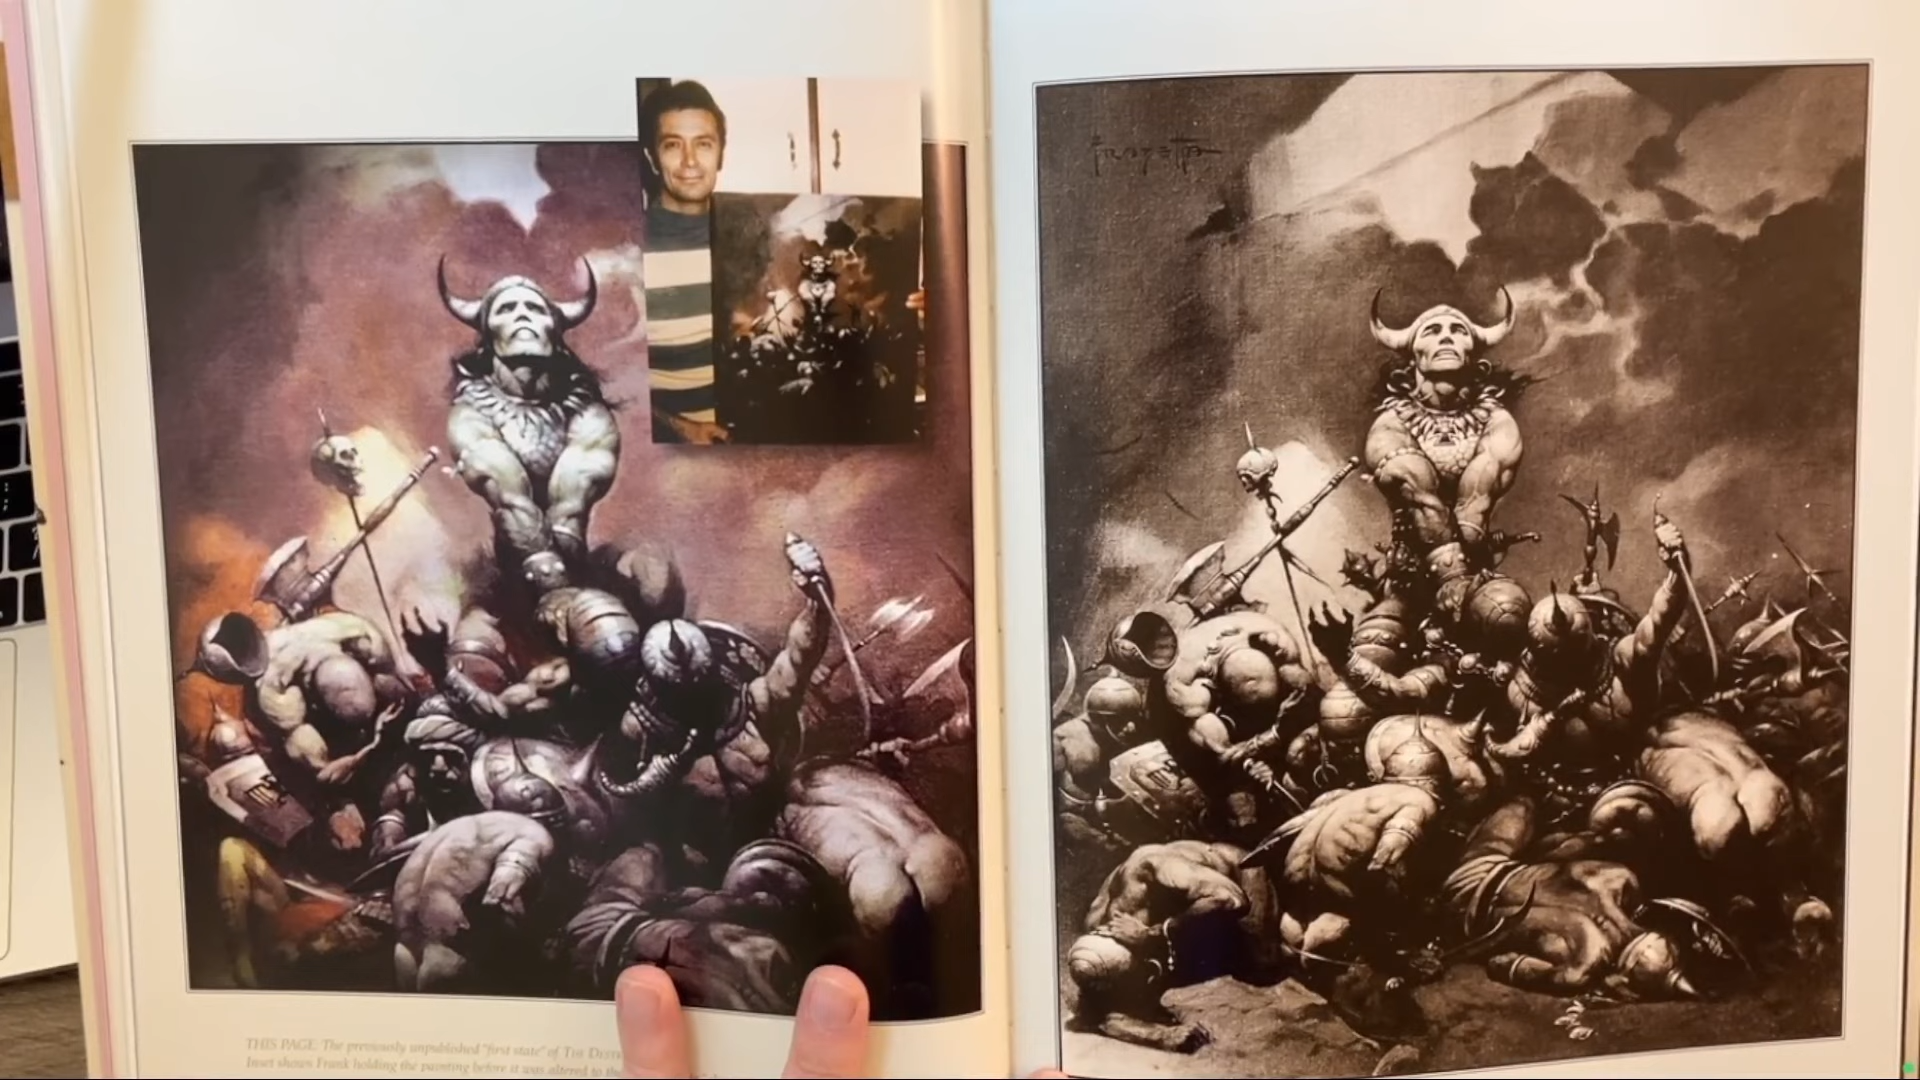 Frazetta
THIS PAGE: The previously unpublished "first state" of THE DEST
Inset shows Frank holding the painting before it was altered to the